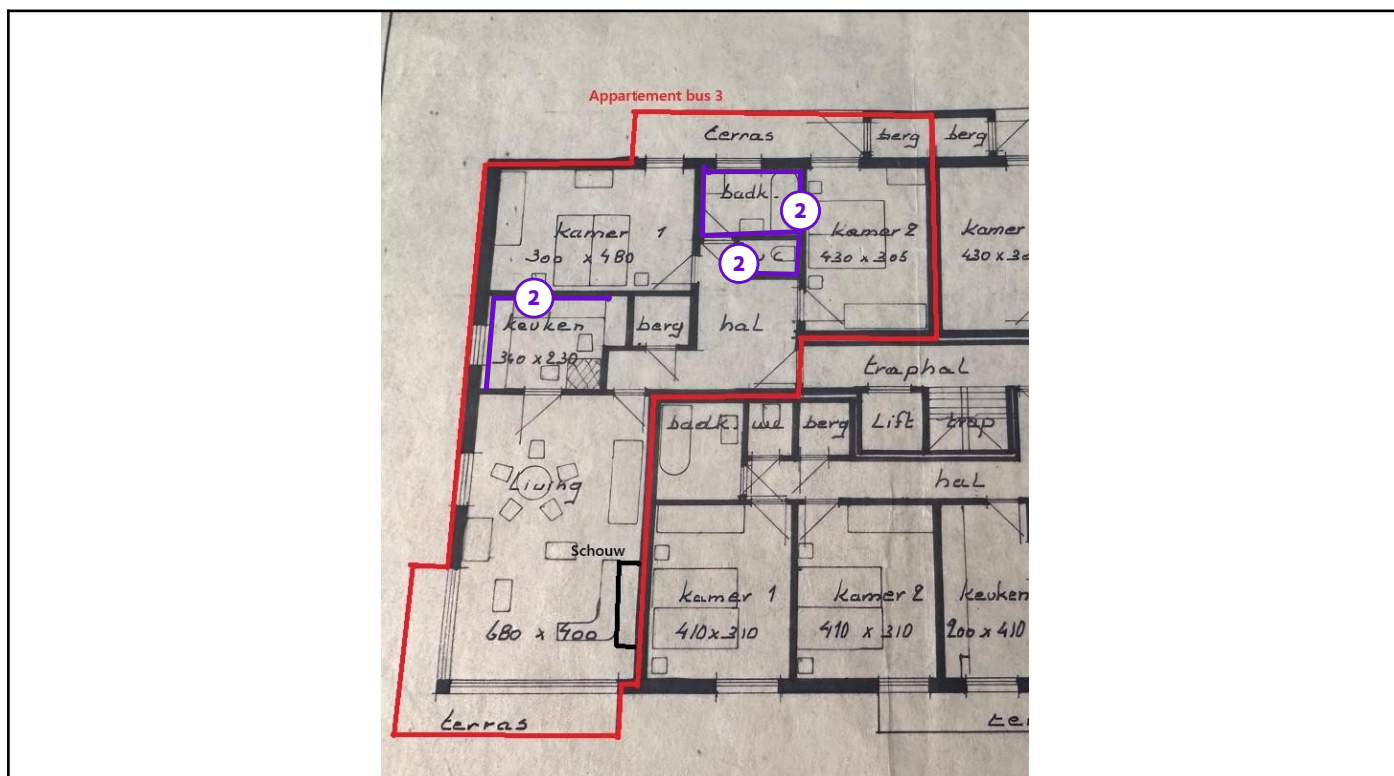 Appartement bus 3
terras
berg
berg
badk.
2
kamer 1
300 x 480
2
wc
kamer 2
430 x 305
kamer
2
keuken
340 x 230
berg
hal
traphal
badk.
wc
berg
Lift
trap
Living
hal
Schouw
680 x 400
kamer 1
410 x 310
kamer 2
410 x 310
keuken
200 x 410
terras